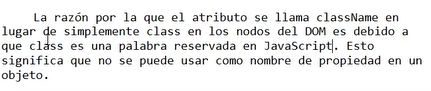 La razón por la que el atributo se llama className en
lugar de simplemente class en los nodos del DOM es debido a
que class es una palabra reservada en JavaScript. Esto
significa que no se puede usar como nombre de propiedad en un
objeto.